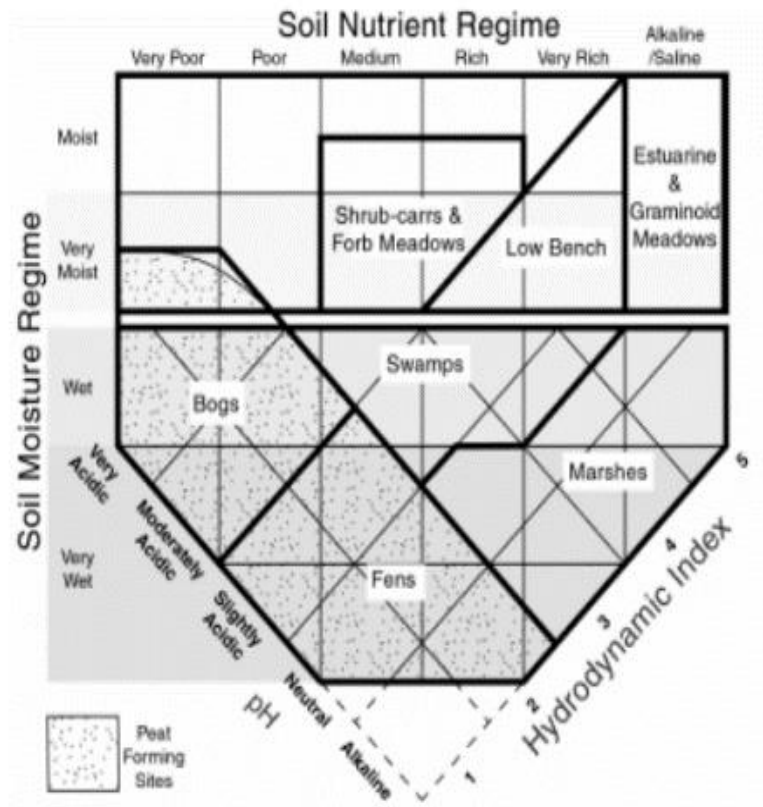 Soil Nutrient Regime
Very Poor
Poor
Medium
Rich
Very Rich
Alkaline
/Saline
Soil Moisture Regime
Moist
Very
Moist
Wet
Very
Wet
Shrub-carrs &
Forb Meadows
Low Bench
Estuarine
&
Graminoid
Meadows
Swamps
Bogs
Marshes
Fens
Very
Acidic
Moderately
Acidic
Slightly
Acidic
Neutral
Alkaline
pH
1
2
3
4
5
Hydrodynamic Index
Peat
Forming
Sites